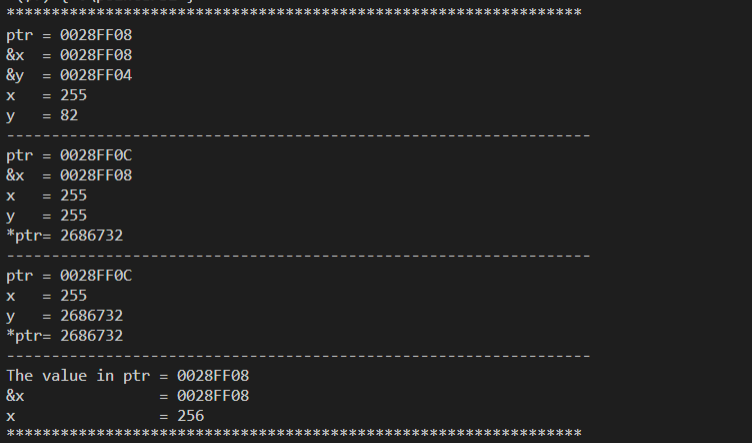 ****************************************************************
ptr = 0028FF08
&x  = 0028FF08
&y  = 0028FF04
x   = 255
y   = 82
-----------------------------------------------------------------
ptr = 0028FF0C
&x  = 0028FF08
x   = 255
y   = 255
*ptr= 2686732
-----------------------------------------------------------------
ptr = 0028FF0C
x   = 255
y   = 2686732
*ptr= 2686732
-----------------------------------------------------------------
The value in ptr = 0028FF08
&x               = 0028FF08
x                = 256
****************************************************************